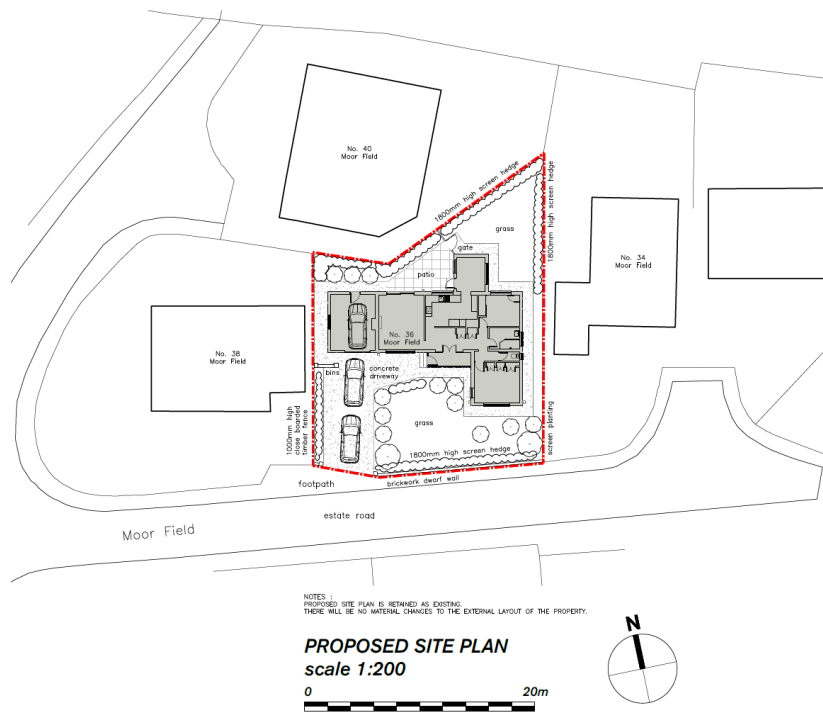 No. 40
Moor Field
1800mm high screen hedge
1800mm high screen hedge
grass
gate
patio
No. 34
Moor Field
No. 36
Moor Field
No. 38
Moor Field
bins
concrete
driveway
1000mm high
close boarded
timber fence
grass
screen planting
1800mm high screen hedge
brickwork dwarf wall
footpath
estate road
Moor Field
NOTES :
PROPOSED SITE PLAN IS RETAINED AS EXISTING.
THERE WILL BE NO MATERIAL CHANGES TO THE EXTERNAL LAYOUT OF THE PROPERTY.
PROPOSED SITE PLAN
scale 1:200
0
20m
N